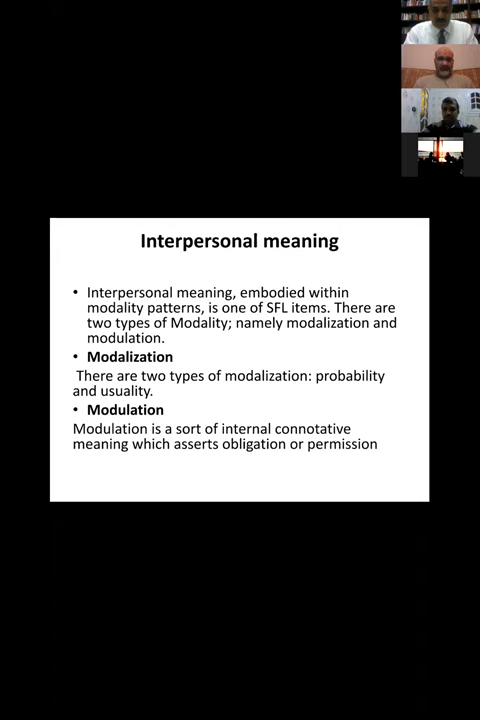 Interpersonal meaning
• Interpersonal meaning, embodied within
modality patterns, is one of SFL items. There are
two types of Modality; namely modalization and
modulation.
• Modalization
There are two types of modalization: probability
and usuality.
• Modulation
Modulation is a sort of internal connotative
meaning which asserts obligation or permission